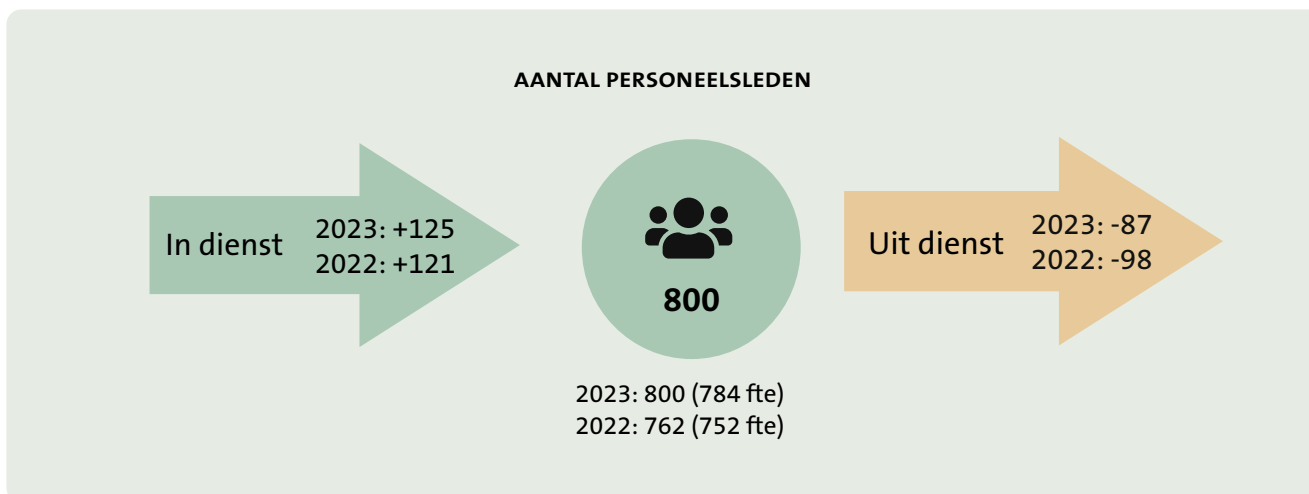 AANTAL PERSONEELSLEDEN
In dienst
2023: +125
2022: +121
800
2023: 800 (784 fte)
2022: 762 (752 fte)
Uit dienst
2023: -87
2022: -98